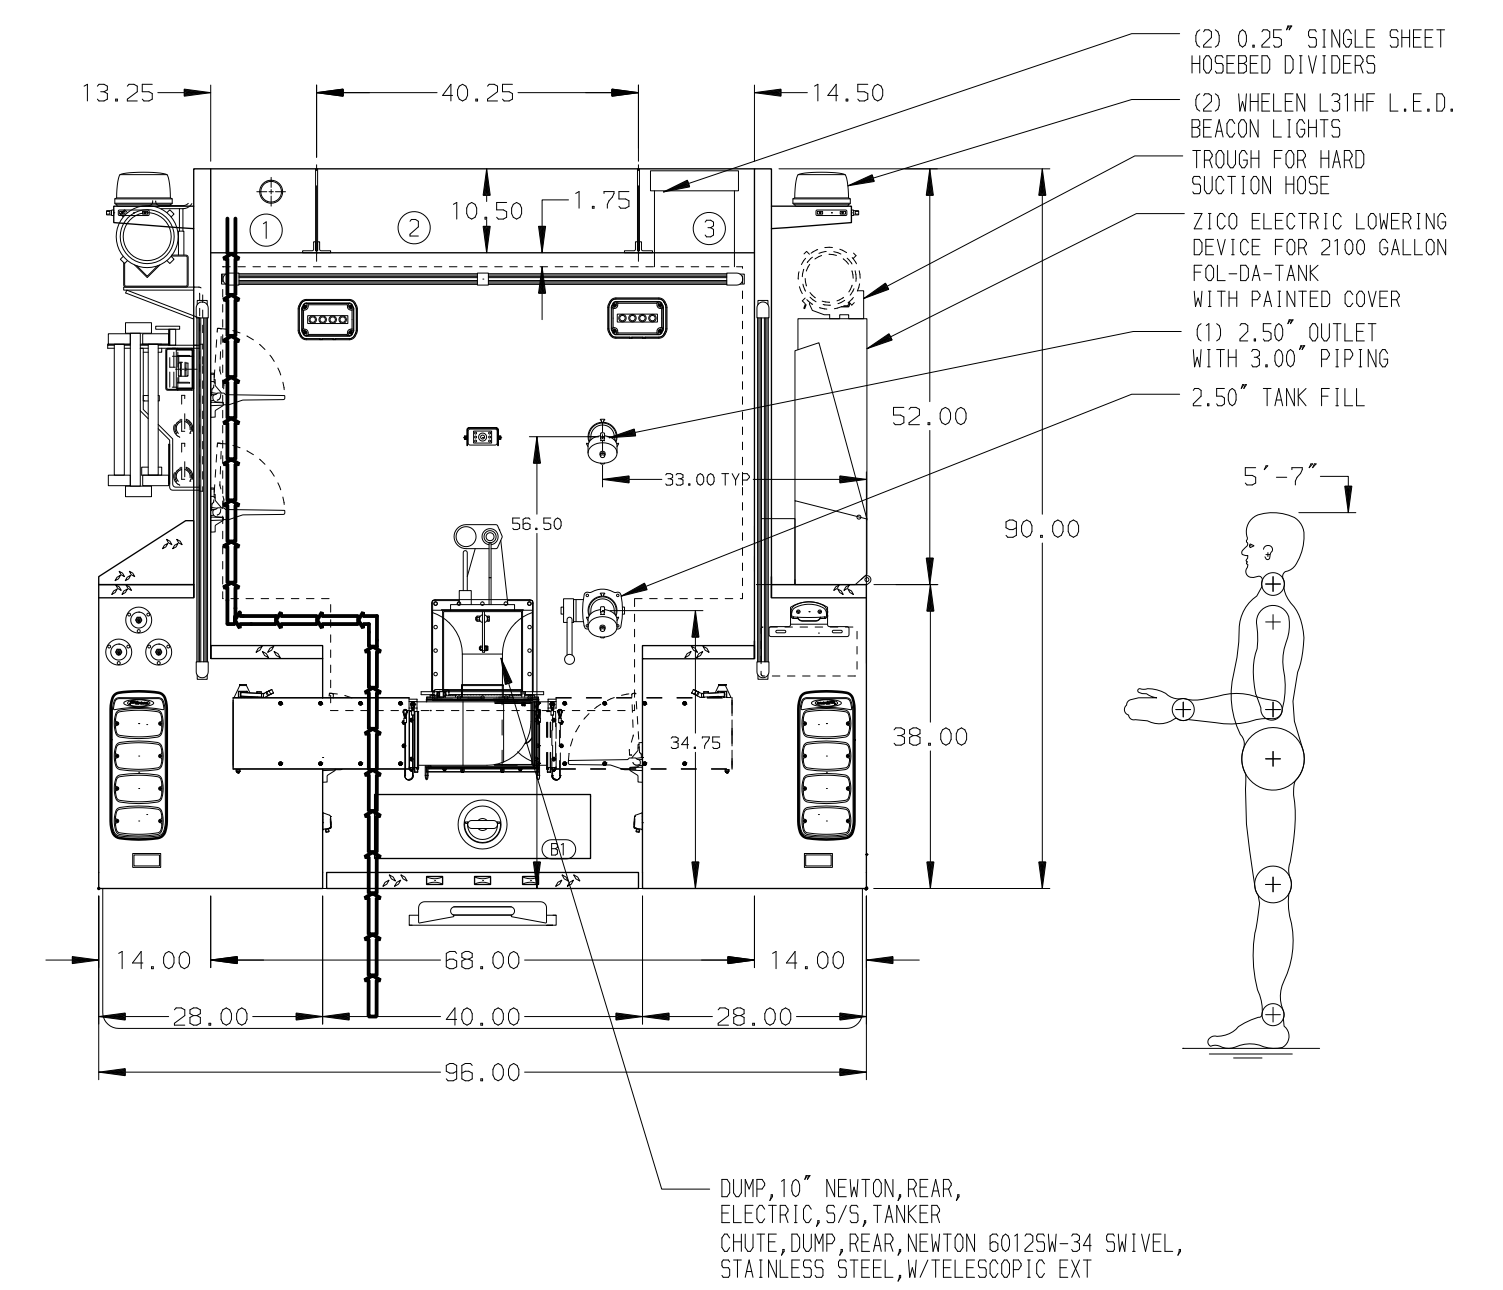 (2) 0.25" SINGLE SHEET
HOSEBED DIVIDERS
13.25
40.25
14.50
(2) WHELEN L31HF L.E.D.
BEACON LIGHTS
TROUGH FOR HARD
SUCTION HOSE
10.50
1.75
1
2
3
ZICO ELECTRIC LOWERING
DEVICE FOR 2100 GALLON
FOL-DA-TANK
WITH PAINTED COVER
(1) 2.50" OUTLET
WITH 3.00" PIPING
2.50" TANK FILL
52.00
33.00 TYP
5'-7"
56.50
90.00
38.00
34.75
B1
14.00
68.00
14.00
28.00
40.00
28.00
96.00
DUMP,10" NEWTON,REAR,
ELECTRIC,S/S,TANKER
CHUTE,DUMP,REAR,NEWTON 6012SW-34 SWIVEL,
STAINLESS STEEL,W/TELESCOPIC EXT